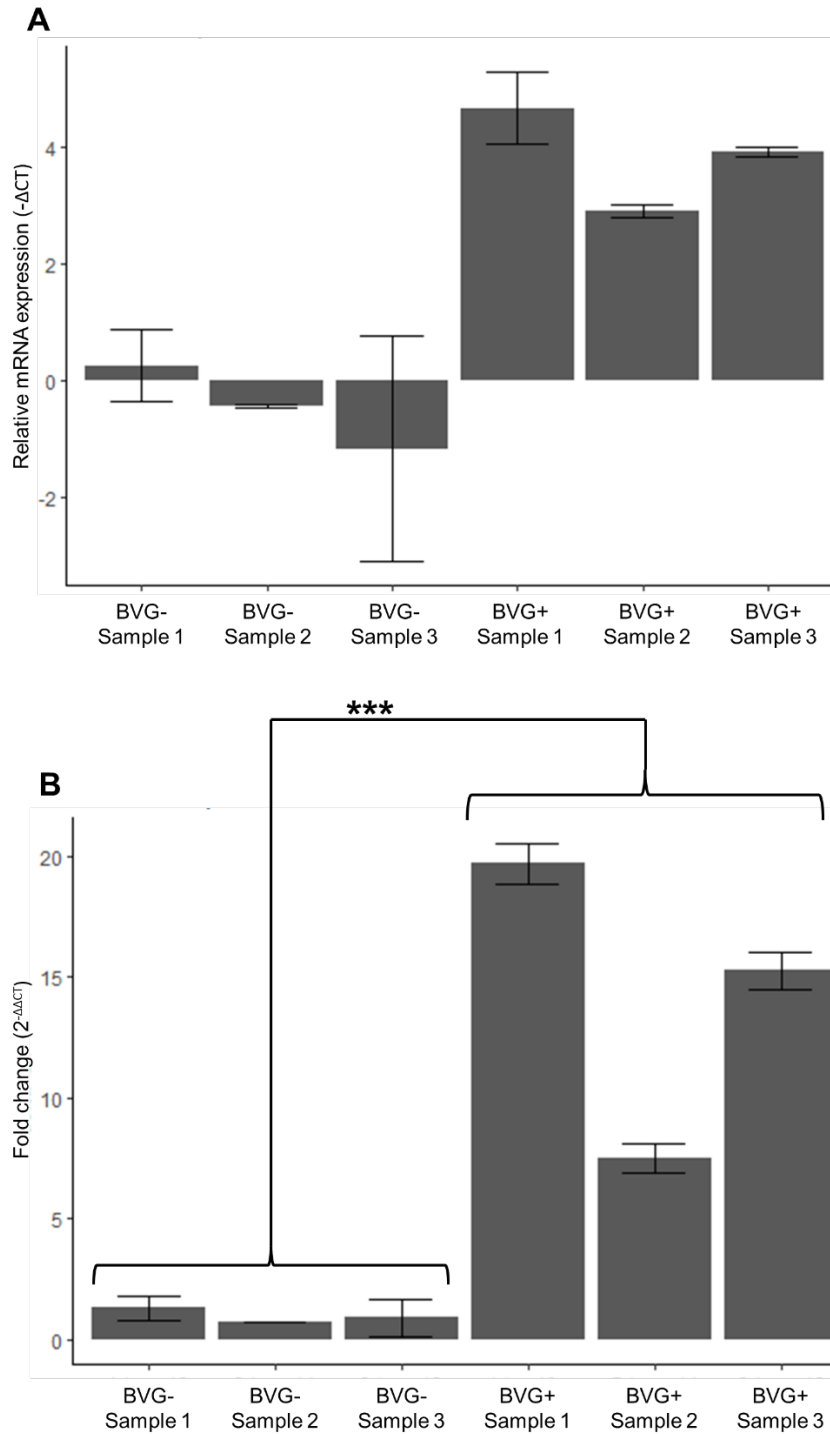 A
Relative mRNA expression (-ΔCT)
4
2
0
-2
BVG- BVG- BVG- BVG+ BVG+ BVG+
Sample 1 Sample 2 Sample 3 Sample 1 Sample 2 Sample 3
***
B
Fold change (2-ΔΔCT)
20
15
10
5
0
BVG- BVG- BVG- BVG+ BVG+ BVG+
Sample 1 Sample 2 Sample 3 Sample 1 Sample 2 Sample 3